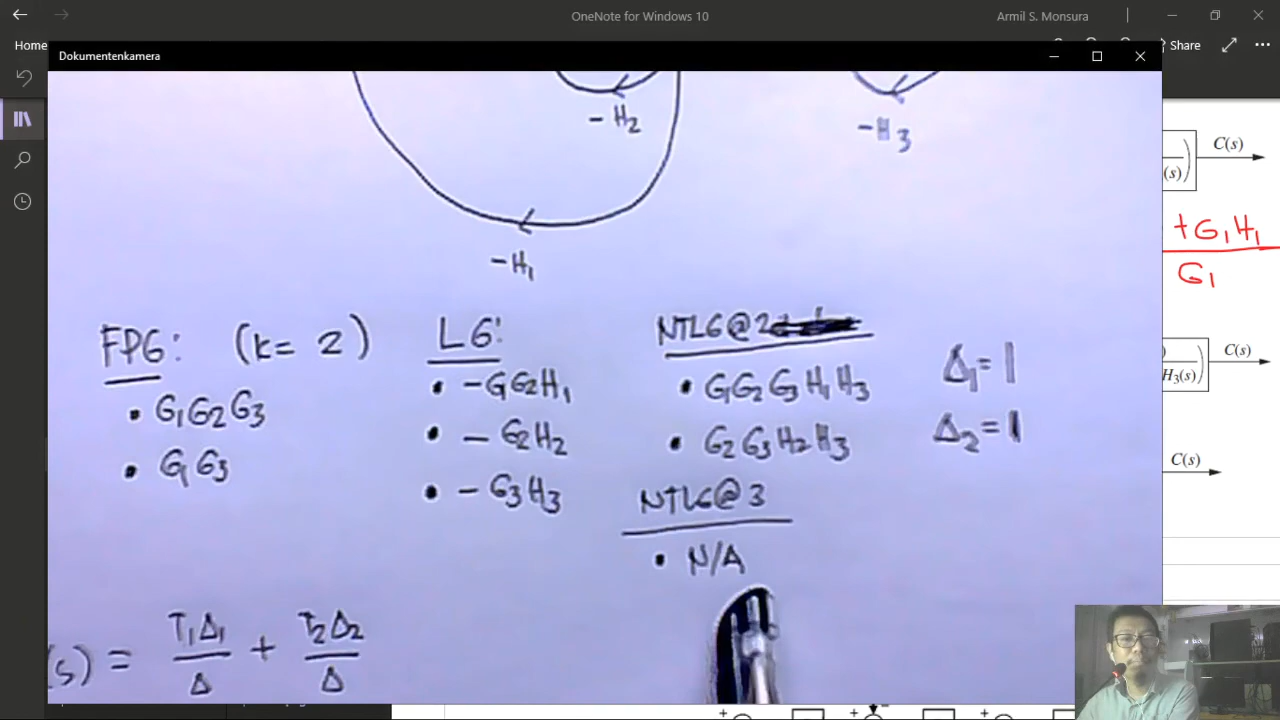 OneNote for Windows 10
Armil S. Monsura
Home
Share
Dokumentenkamera
-H2
-H3
-H1
C(s)
(s)
+G1H1
G1
C(s)
H3(s)
C(s)
FPG: (k= 2)
• G1G2G3
• G1G3
LG:
• -G1G2H1
• -G2H2
• -G3H3
NTLG@2
• G1G2G3H1H3
• G2G3H2H3
NTLG@3
• N/A
Δ1=1
Δ2=1
(s) = T1Δ1/Δ + T2Δ2/Δ